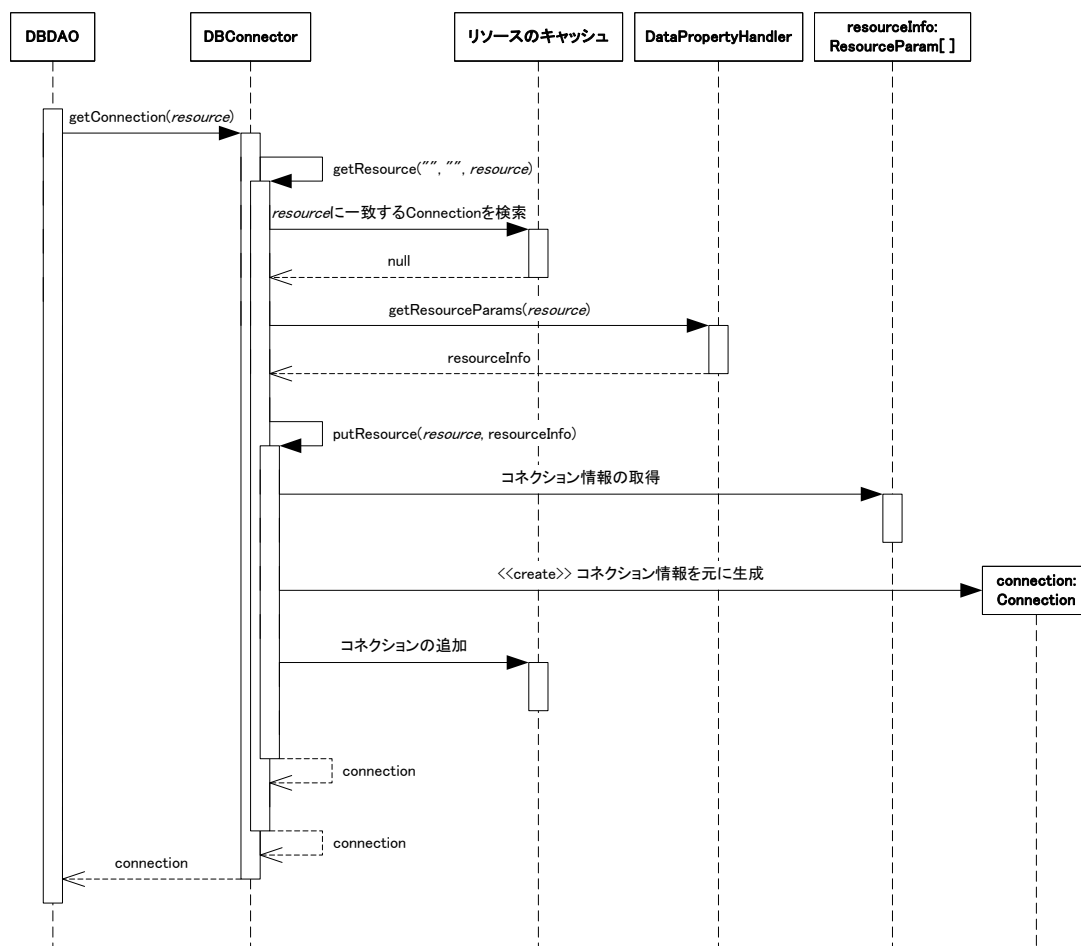 DBDAO
DBConnector
リソースのキャッシュ
DataPropertyHandler
resourceInfo:
ResourceParam[ ]
getConnection(resource)
getResource("", "", resource)
resourceに一致するConnectionを検索
null
getResourceParams(resource)
resourceInfo
putResource(resource, resourceInfo)
コネクション情報の取得
<<create>> コネクション情報を元に生成
connection:
Connection
コネクションの追加
connection
connection
connection